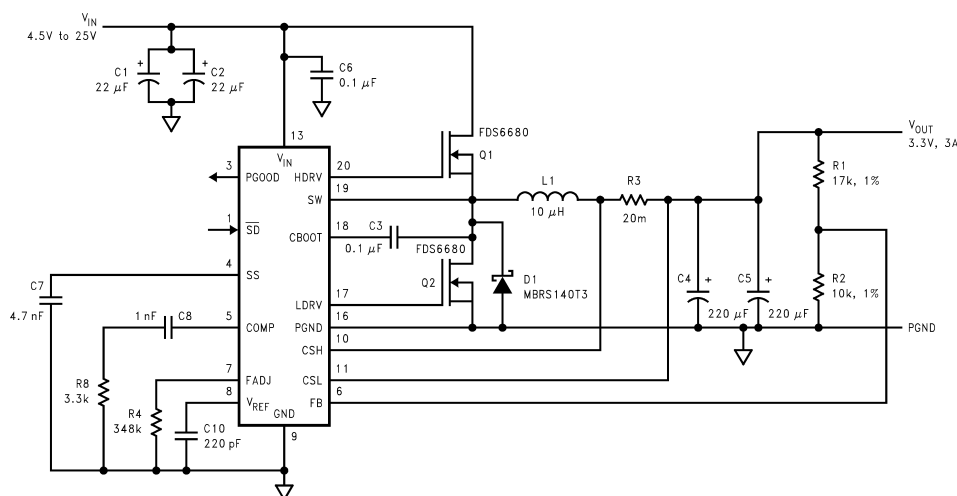 V_IN
4.5V to 25V
C1
22 μF
C2
22 μF
C6
0.1 μF
13
V_IN
3
PGOOD
HDRV
20
FDS6680
Q1
V_OUT
3.3V, 3A
R1
17k, 1%
SW
19
L1
10 μH
R3
20m
1
SD
CBOOT
18
C3
0.1 μF
FDS6680
4
SS
C7
4.7 nF
Q2
D1
MBRS140T3
C4
220 μF
C5
220 μF
R2
10k, 1%
LDRV
17
1 nF
C8
5
COMP
PGND
16
PGND
CSH
10
7
FADJ
CSL
11
R8
3.3k
R4
348k
8
V_REF
FB
6
GND
9
C10
220 pF